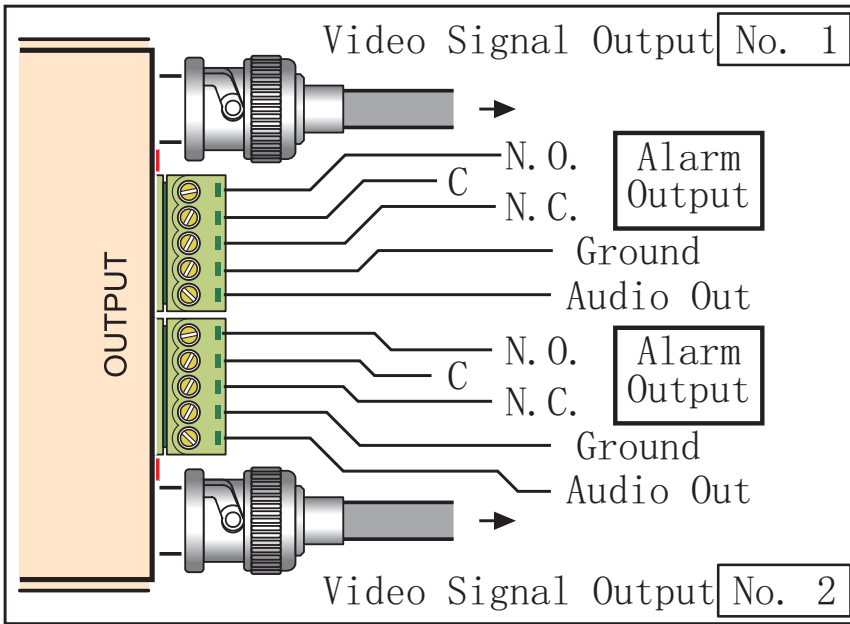 Video Signal Output No. 1
N.O.
C
N.C.
Alarm
Output
Ground
Audio Out
OUTPUT
N.O.
C
N.C.
Alarm
Output
Ground
Audio Out
Video Signal Output No. 2